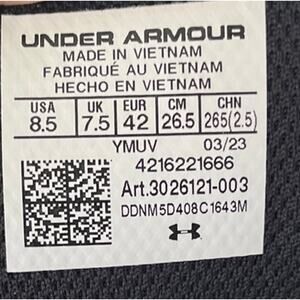 UNDER ARMOUR
MADE IN VIETNAM
FABRIQUÉ AU VIETNAM
HECHO EN VIETNAM
USA UK EUR CM CHN
8.5 7.5 42 26.5 265(2.5)
YMUV 03/23
4216221666
Art.3026121-003
DDNM5D408C1643M